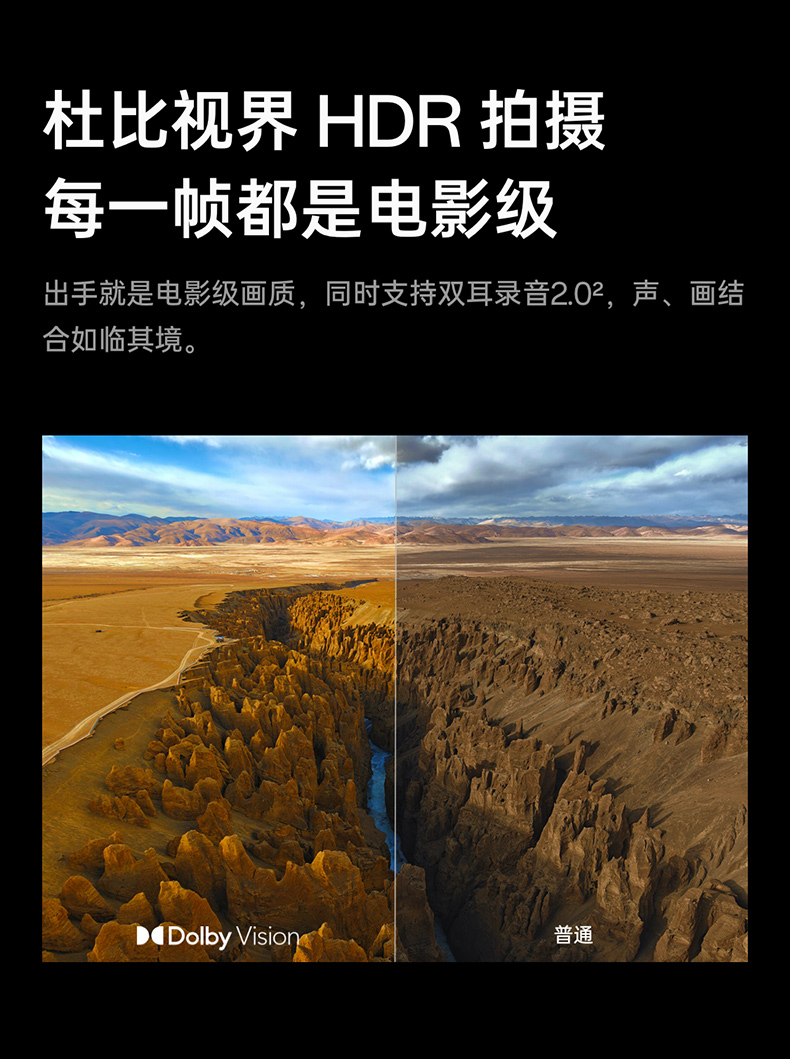 杜比视界 HDR 拍摄
每一帧都是电影级
出手就是电影级画质，同时支持双耳录音2.0²，声、画结
合如临其境。
Dolby Vision
普通